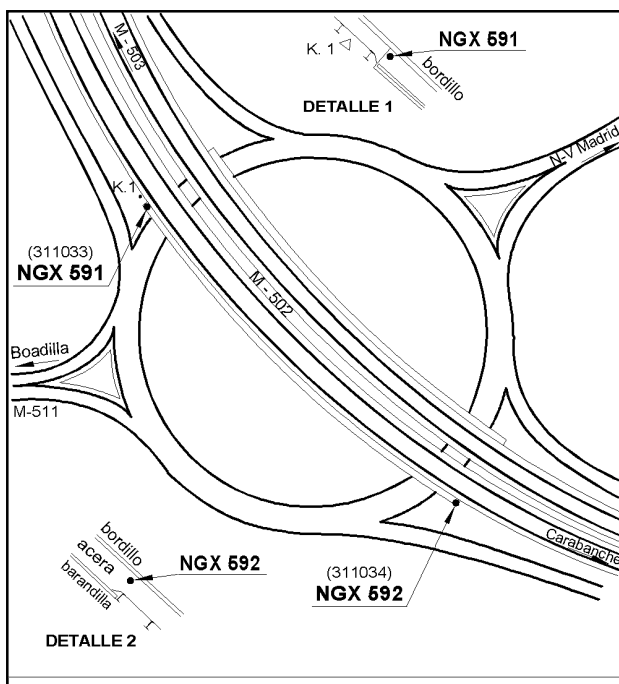 M-503
K. 1
NGX 591
bordillo
DETALLE 1
N-V Madrid
K.1
(311033)
NGX 591
M - 502
Boadilla
M-511
bordillo
acera
barandilla
NGX 592
DETALLE 2
(311034)
NGX 592
Carabanche